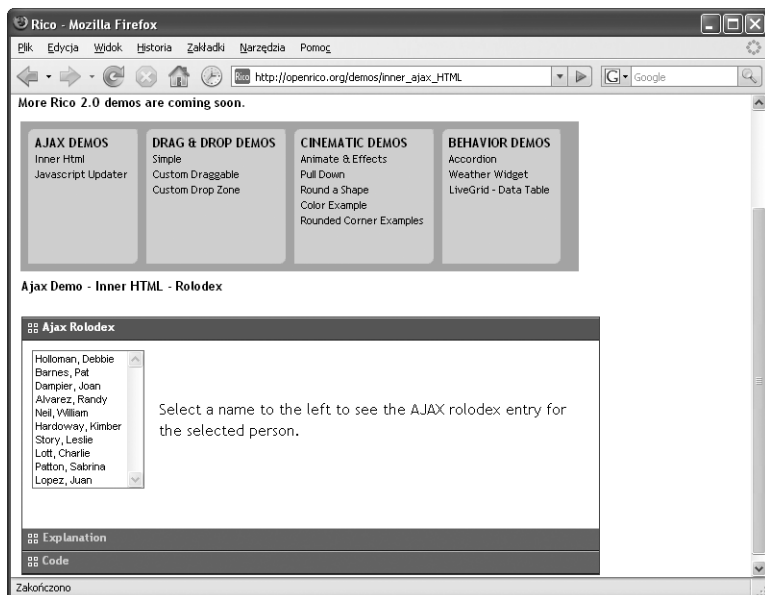 Rico - Mozilla Firefox
Plik Edycja Widok Historia Zakładki Narzędzia Pomoc
Rico http://openrico.org/demos/inner_ajax_HTML G Google
More Rico 2.0 demos are coming soon.
AJAX DEMOS
Inner Html
Javascript Updater
DRAG & DROP DEMOS
Simple
Custom Draggable
Custom Drop Zone
CINEMATIC DEMOS
Animate & Effects
Pull Down
Round a Shape
Color Example
Rounded Corner Examples
BEHAVIOR DEMOS
Accordion
Weather Widget
LiveGrid - Data Table
Ajax Demo - Inner HTML - Rolodex
Ajax Rolodex
Holloman, Debbie
Barnes, Pat
Dampier, Joan
Alvarez, Randy
Neil, William
Hardoway, Kimber
Story, Leslie
Lott, Charlie
Patton, Sabrina
Lopez, Juan
Select a name to the left to see the AJAX rolodex entry for
the selected person.
Explanation
Code
Zakończono